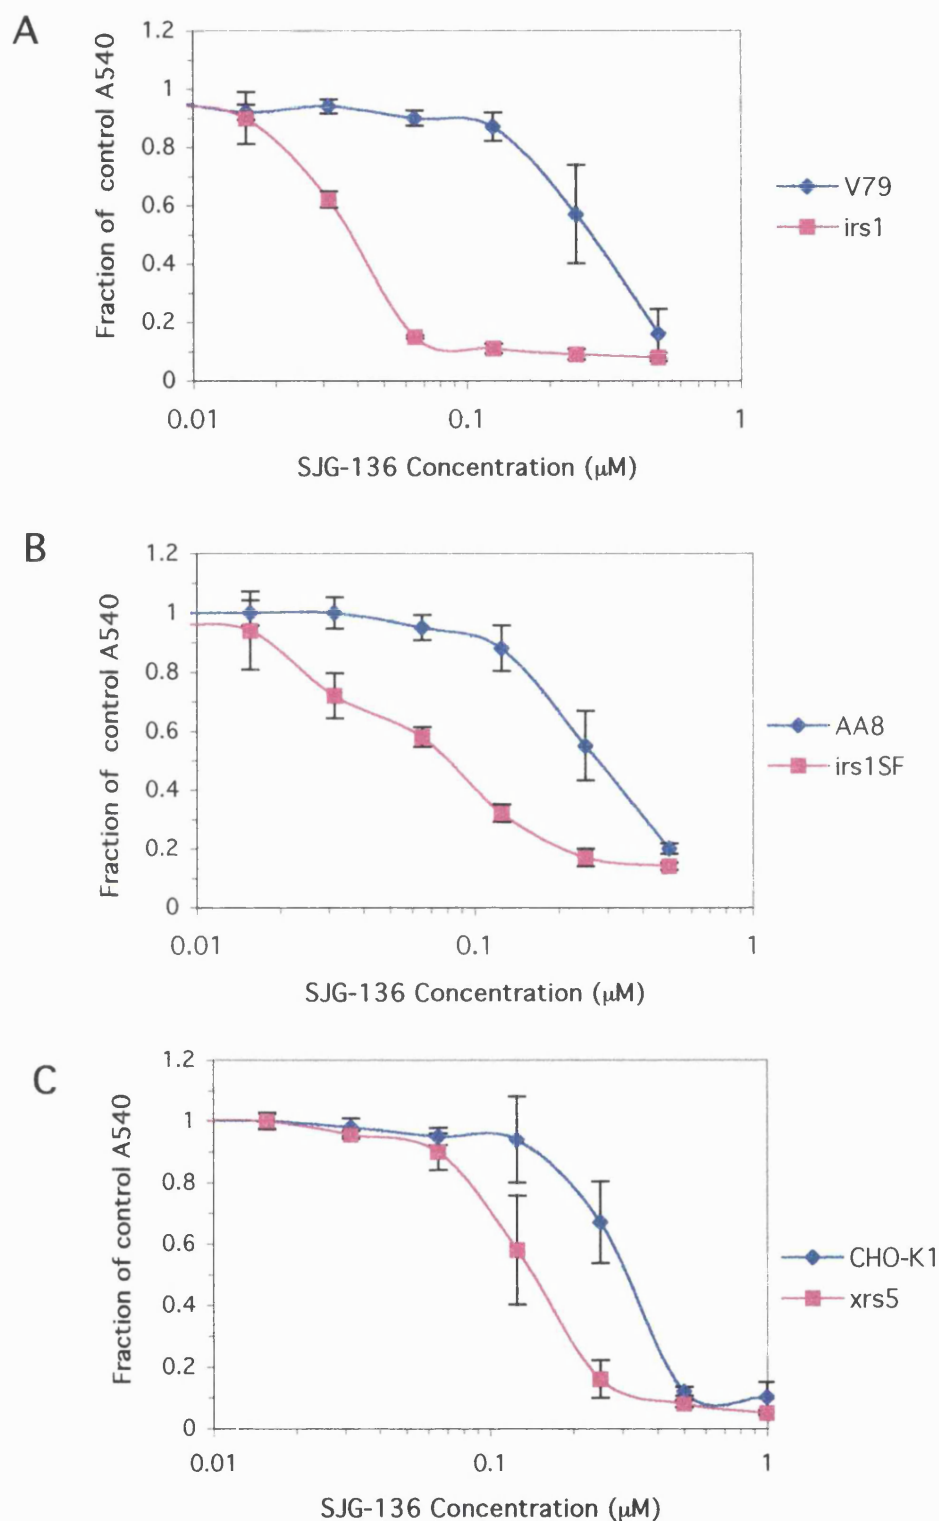 A
Fraction of control A540
1.2
1
0.8
0.6
0.4
0.2
0
0.01
0.1
1
SJG-136 Concentration (µM)
V79
irs1
B
Fraction of control A540
1.2
1
0.8
0.6
0.4
0.2
0
0.01
0.1
1
SJG-136 Concentration (µM)
AA8
irs1SF
C
Fraction of control A540
1.2
1
0.8
0.6
0.4
0.2
0
0.01
0.1
1
SJG-136 Concentration (µM)
CHO-K1
xrs5